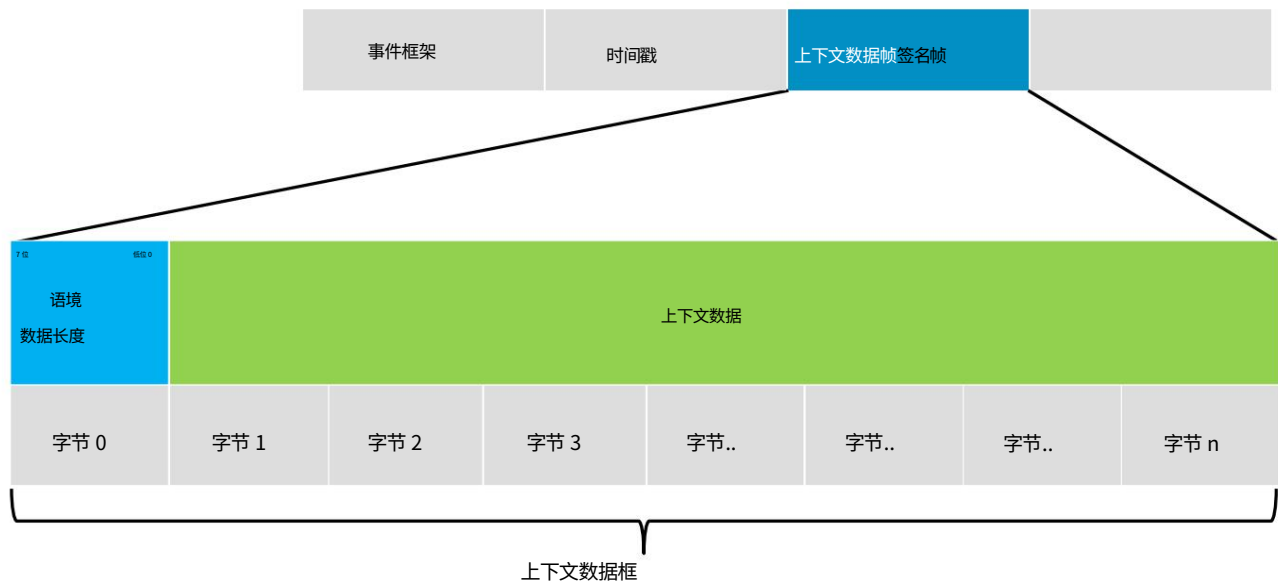 事件框架
时间戳
上下文数据帧签名帧
7 位
低位 0
语境
数据长度
上下文数据
字节 0
字节 1
字节 2
字节 3
字节..
字节..
字节..
字节 n
上下文数据框